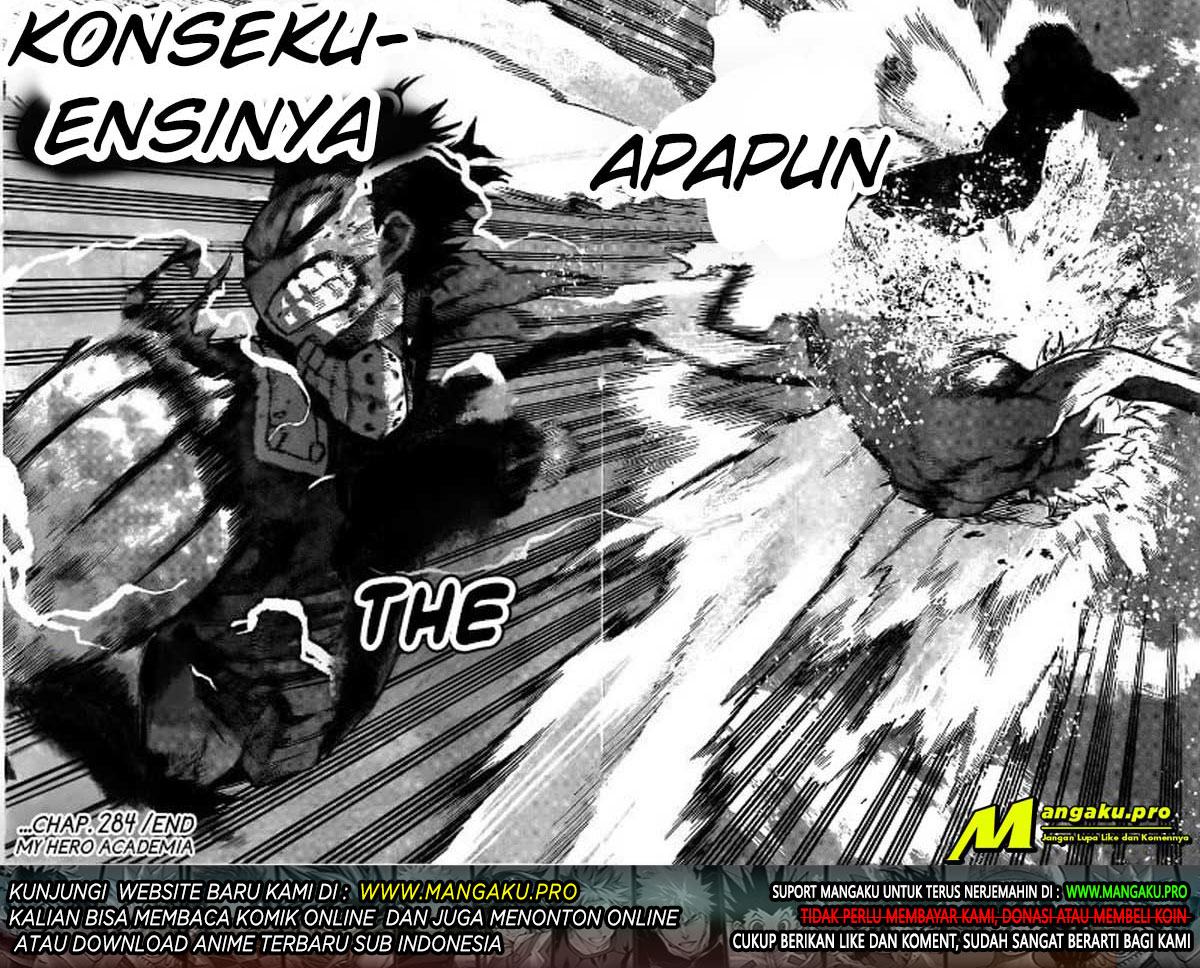 KONSEKU-
ENSINYA
APAPUN
THE
...CHAP. 284 /END
MY HERO ACADEMIA
Mangaku.pro
Jangan Lupa Like dan Komennya
KUNJUNGI WEBSITE BARU KAMI DI : WWW.MANGAKU.PRO
KALIAN BISA MEMBACA KOMIK ONLINE DAN JUGA MENONTON ONLINE
ATAU DOWNLOAD ANIME TERBARU SUB INDONESIA
SUPORT MANGAKU UNTUK TERUS NERJEMAHIN DI : WWW.MANGAKU.PRO
TIDAK PERLU MEMBAYAR KAMI, DONASI ATAU MEMBELI KOIN
CUKUP BERIKAN LIKE DAN KOMENT, SUDAH SANGAT BERARTI BAGI KAMI